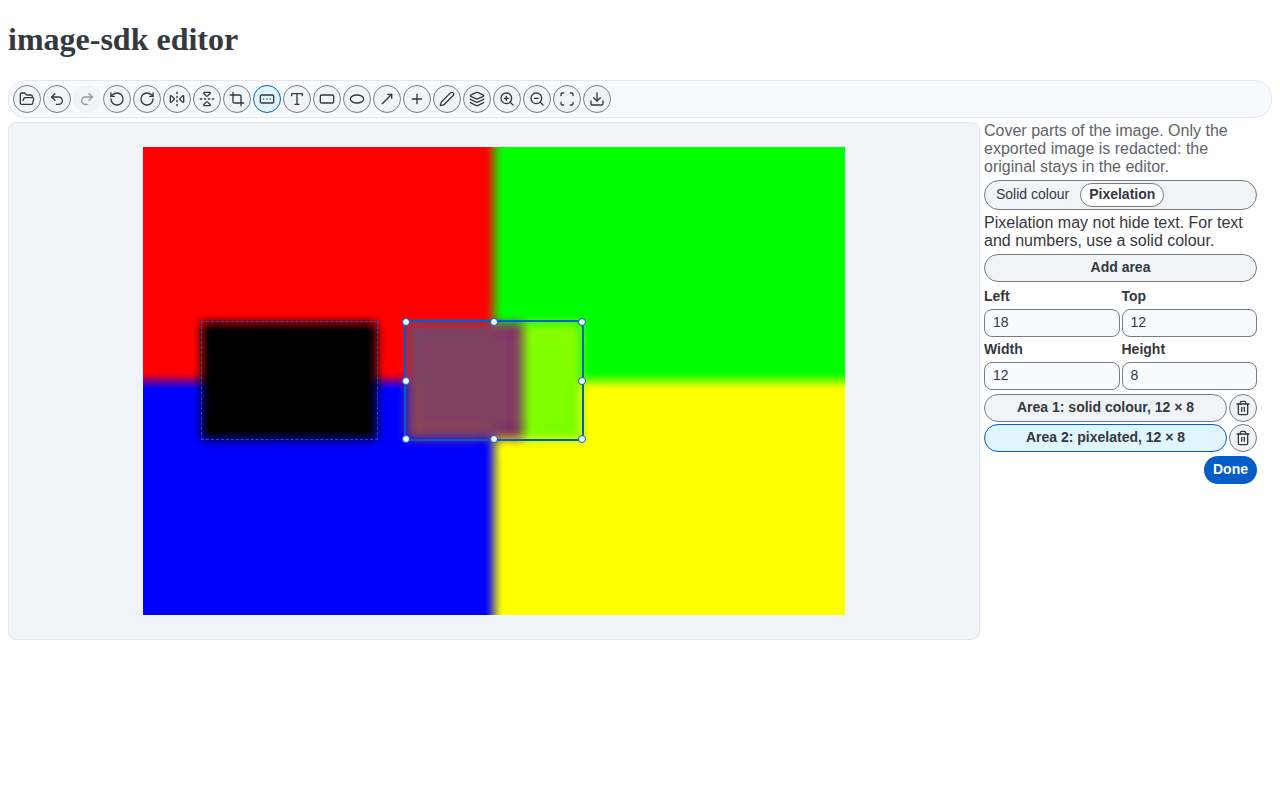 image-sdk editor
Cover parts of the image. Only the
exported image is redacted: the
original stays in the editor.
Solid colour Pixelation
Pixelation may not hide text. For text
and numbers, use a solid colour.
Add area
Left Top
18 12
Width Height
12 8
Area 1: solid colour, 12 × 8
Area 2: pixelated, 12 × 8
Done